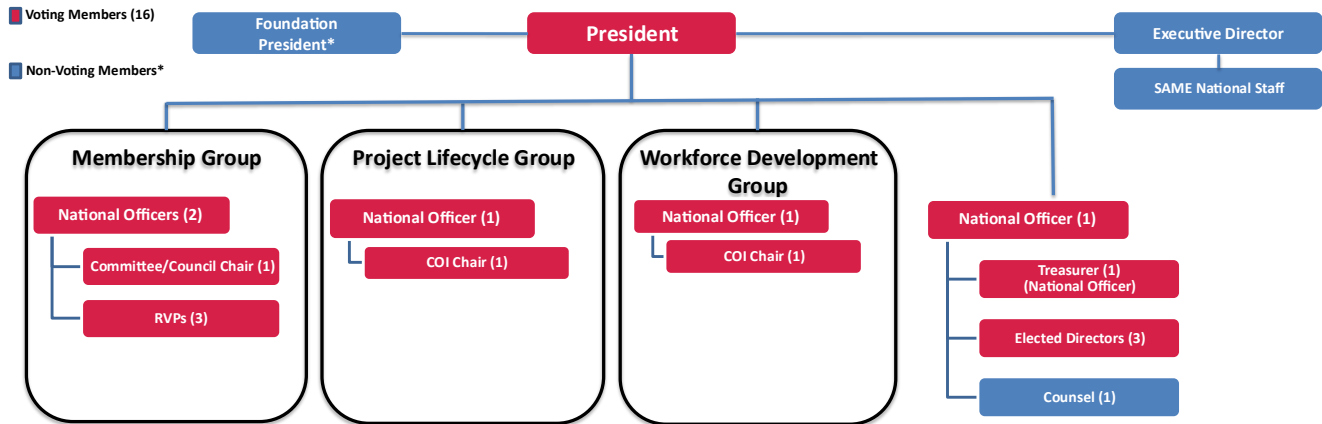 Voting Members (16)
Non-Voting Members*
Foundation
President*
President
Executive Director
SAME National Staff
Membership Group
National Officers (2)
Committee/Council Chair (1)
RVPs (3)
Project Lifecycle Group
National Officer (1)
COI Chair (1)
Workforce Development
Group
National Officer (1)
COI Chair (1)
National Officer (1)
Treasurer (1)
(National Officer)
Elected Directors (3)
Counsel (1)